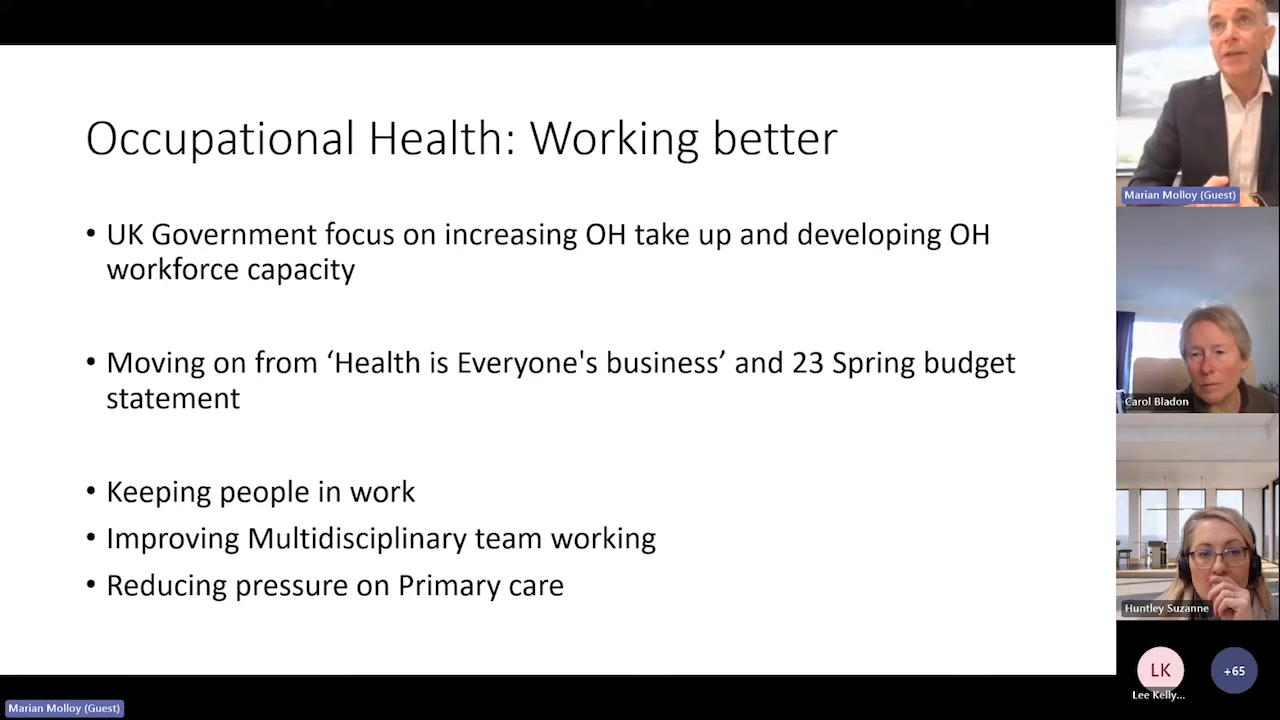 Occupational Health: Working better
• UK Government focus on increasing OH take up and developing OH
workforce capacity
• Moving on from ‘Health is Everyone's business’ and 23 Spring budget
statement
• Keeping people in work
• Improving Multidisciplinary team working
• Reducing pressure on Primary care
Marian Molloy (Guest)
Carol Bladon
Huntley Suzanne
LK
+65
Lee Kelly...
Marian Molloy (Guest)